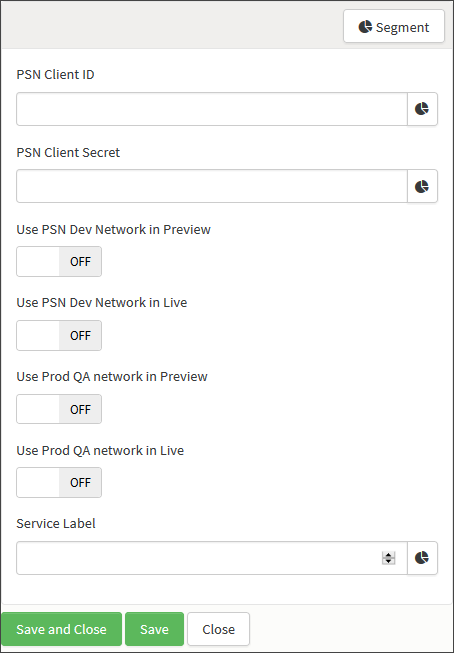 Segment
PSN Client ID
PSN Client Secret
Use PSN Dev Network in Preview
OFF
Use PSN Dev Network in Live
OFF
Use Prod QA network in Preview
OFF
Use Prod QA network in Live
OFF
Service Label
Save and Close Save Close